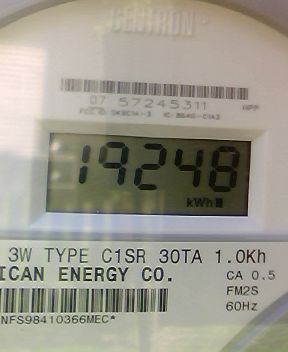 CENTRON®
07 57245311
19248
kWh
3W TYPE C1SR 30TA 1.0Kh
ICAN ENERGY CO.
CA 0.5
FM2S
60Hz
NFS98410366MEC*